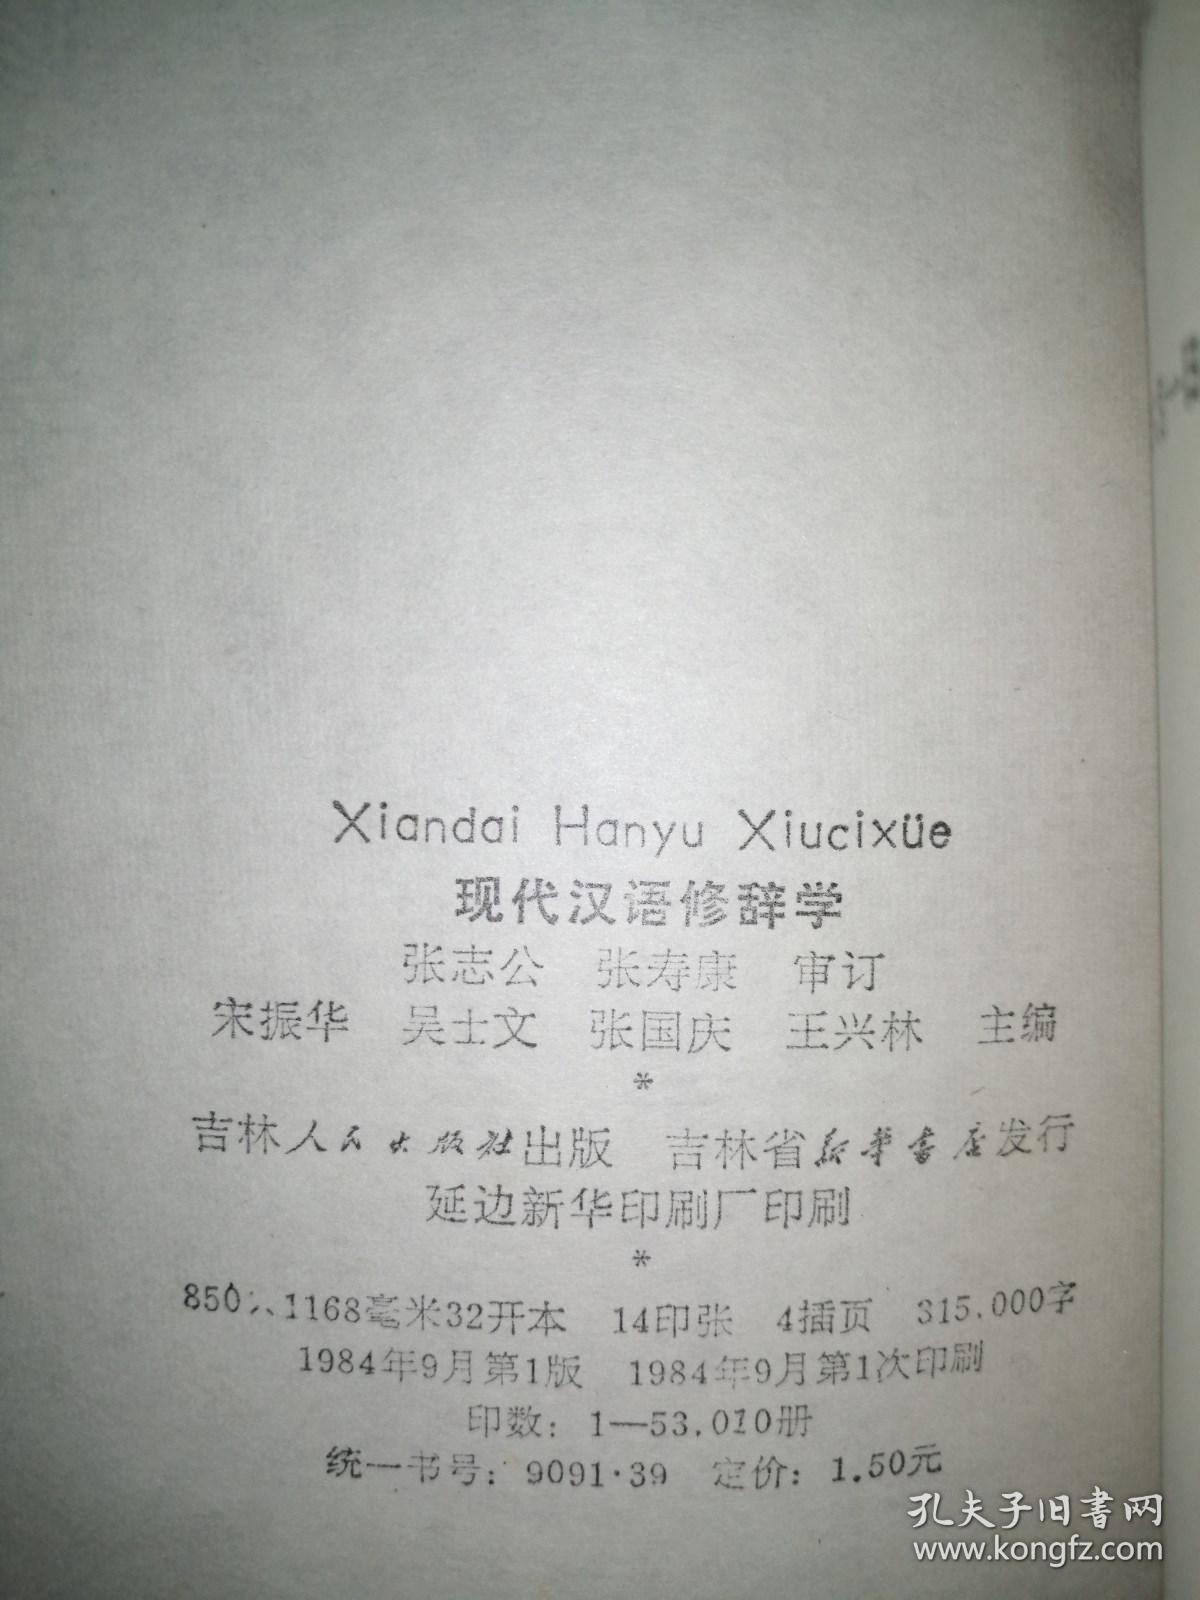 Xiandai Hanyu Xiucixüe
现代汉语修辞学
张志公 张寿康 审订
宋振华 吴士文 张国庆 王兴林 主编
*
吉林人民出版社出版 吉林省新华书店发行
延边新华印刷厂印刷
*
850×1168毫米32开本 14印张 4插页 315,000字
1984年9月第1版 1984年9月第1次印刷
印数：1—53,010册
统一书号：9091·39 定价：1.50元
孔夫子旧书网
www.kongfz.com